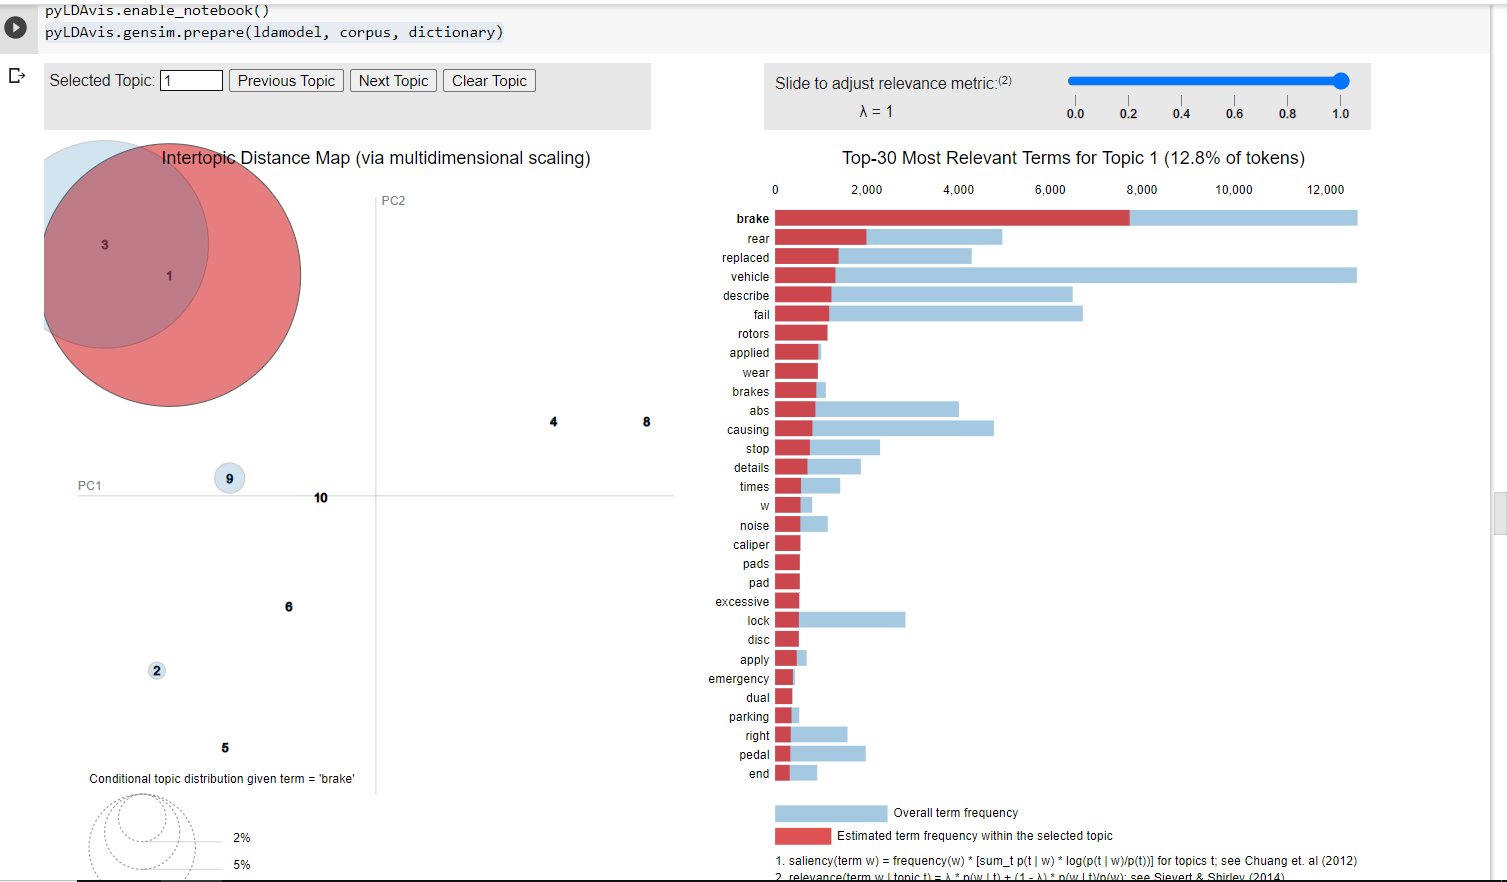 pyLDAvis.enable_notebook()
pyLDAvis.gensim.prepare(ldamodel, corpus, dictionary)
Selected Topic: 1 Previous Topic Next Topic Clear Topic
Slide to adjust relevance metric:(2)
λ = 1
0.0 0.2 0.4 0.6 0.8 1.0
Intertopic Distance Map (via multidimensional scaling)
PC2
3
1
4
8
9
PC1
10
6
2
5
Conditional topic distribution given term = 'brake'
2%
5%
Top-30 Most Relevant Terms for Topic 1 (12.8% of tokens)
0 2,000 4,000 6,000 8,000 10,000 12,000
brake
rear
replaced
vehicle
describe
fail
rotors
applied
wear
brakes
abs
causing
stop
details
times
w
noise
caliper
pads
pad
excessive
lock
disc
apply
emergency
dual
parking
right
pedal
end
Overall term frequency
Estimated term frequency within the selected topic
1. saliency(term w) = frequency(w) * [sum_t p(t | w) * log(p(t | w)/p(t))] for topics t; see Chuang et. al (2012)
2. relevance(term w | topic t) = λ * p(w | t) + (1 - λ) * p(w | t)/p(w); see Sievert & Shirley (2014)